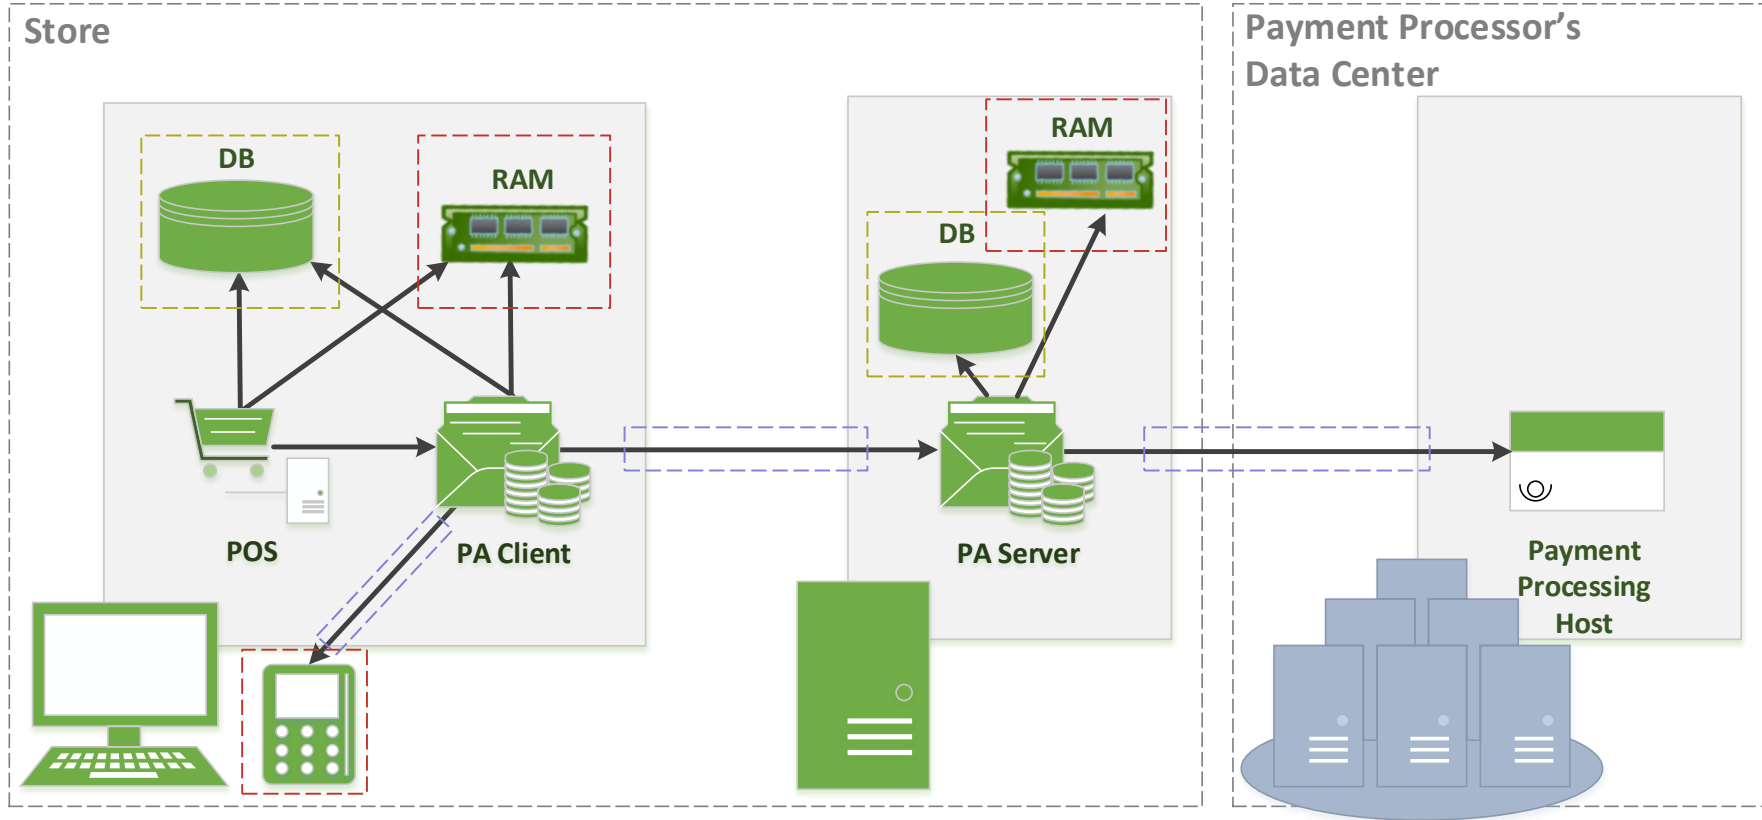 Store
Payment Processor’s
Data Center
DB
RAM
POS
PA Client
RAM
DB
PA Server
Payment
Processing
Host